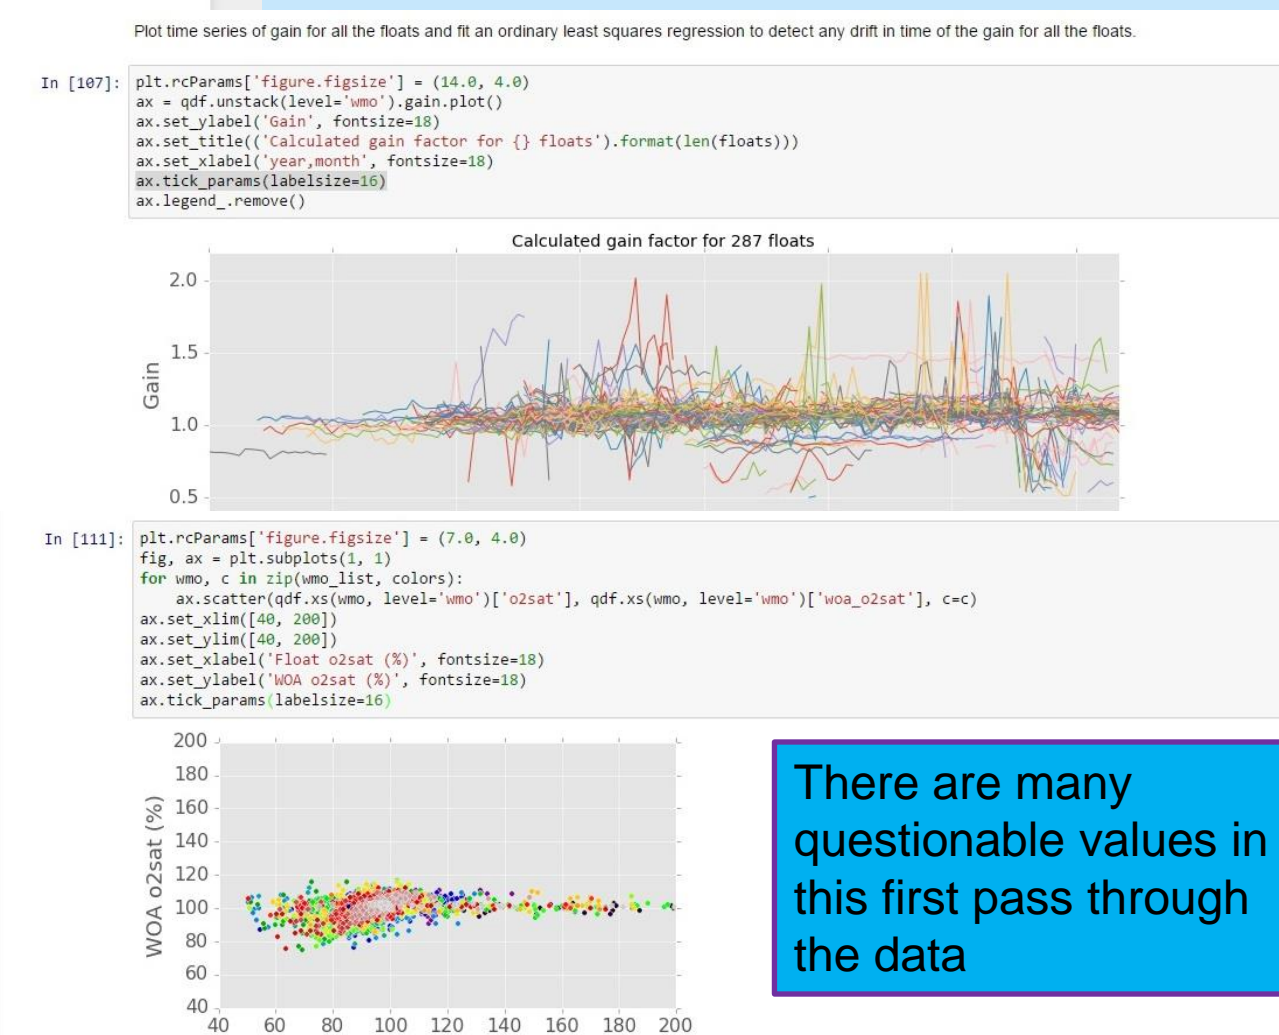 Plot time series of gain for all the floats and fit an ordinary least squares regression to detect any drift in time of the gain for all the floats.
In [107]:
plt.rcParams['figure.figsize'] = (14.0, 4.0)
ax = qdf.unstack(level='wmo').gain.plot()
ax.set_ylabel('Gain', fontsize=18)
ax.set_title(('Calculated gain factor for {} floats').format(len(floats)))
ax.set_xlabel('year,month', fontsize=18)
ax.tick_params(labelsize=16)
ax.legend_.remove()
Calculated gain factor for 287 floats
2.0
1.5
1.0
0.5
Gain
In [111]:
plt.rcParams['figure.figsize'] = (7.0, 4.0)
fig, ax = plt.subplots(1, 1)
for wmo, c in zip(wmo_list, colors):
    ax.scatter(qdf.xs(wmo, level='wmo')['o2sat'], qdf.xs(wmo, level='wmo')['woa_o2sat'], c=c)
ax.set_xlim([40, 200])
ax.set_ylim([40, 200])
ax.set_xlabel('Float o2sat (%)', fontsize=18)
ax.set_ylabel('WOA o2sat (%)', fontsize=18)
ax.tick_params(labelsize=16)
200
180
160
140
120
100
80
60
40
WOA o2sat (%)
40 60 80 100 120 140 160 180 200
There are many
questionable values in
this first pass through
the data